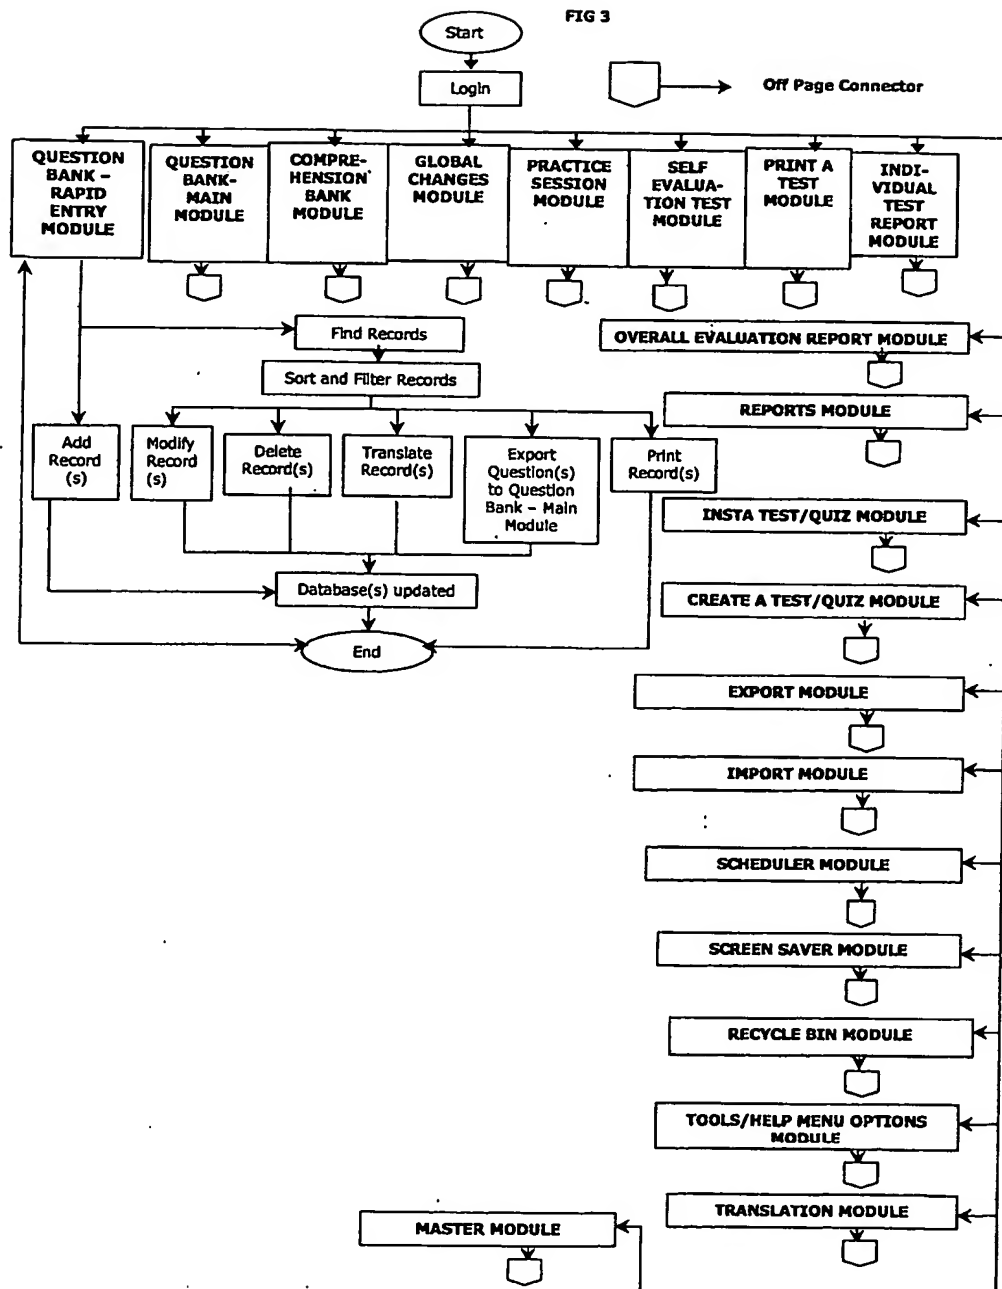 FIG 3
Start
Login
Off Page Connector
QUESTION
BANK –
RAPID
ENTRY
MODULE
QUESTION
BANK-
MAIN
MODULE
COMPRE-
HENSION
BANK
MODULE
GLOBAL
CHANGES
MODULE
PRACTICE
SESSION
MODULE
SELF
EVALUA-
TION TEST
MODULE
PRINT A
TEST
MODULE
INDI-
VIDUAL
TEST
REPORT
MODULE
Find Records
OVERALL EVALUATION REPORT MODULE
Sort and Filter Records
REPORTS MODULE
Add
Record
(s)
Modify
Record
(s)
Delete
Record(s)
Translate
Record(s)
Export
Question(s)
to Question
Bank – Main
Module
Print
Record(s)
INSTA TEST/QUIZ MODULE
Database(s) updated
CREATE A TEST/QUIZ MODULE
End
EXPORT MODULE
IMPORT MODULE
SCHEDULER MODULE
SCREEN SAVER MODULE
RECYCLE BIN MODULE
TOOLS/HELP MENU OPTIONS
MODULE
TRANSLATION MODULE
MASTER MODULE